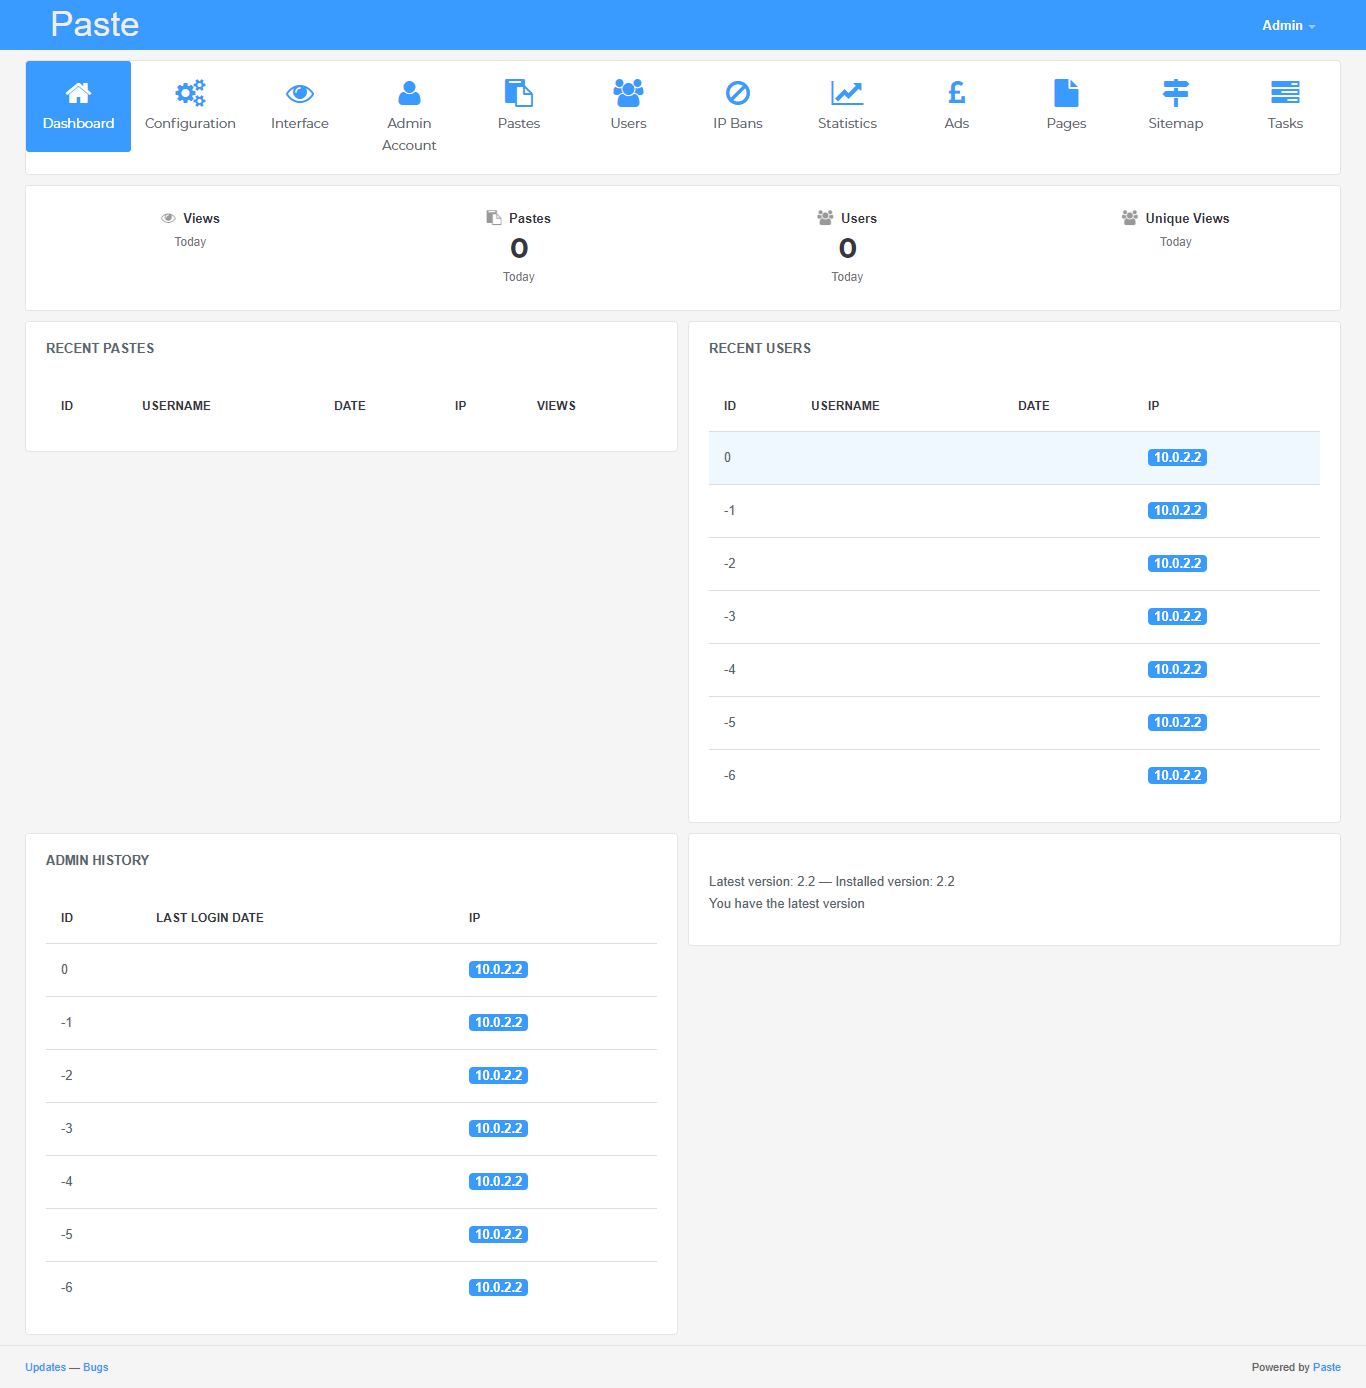 Paste
Admin
Dashboard
Configuration
Interface
Admin
Account
Pastes
Users
IP Bans
Statistics
Ads
Pages
Sitemap
Tasks
Views
Today
Pastes
0
Today
Users
0
Today
Unique Views
Today
RECENT PASTES
ID USERNAME DATE IP VIEWS
RECENT USERS
ID USERNAME DATE IP
0 10.0.2.2
-1 10.0.2.2
-2 10.0.2.2
-3 10.0.2.2
-4 10.0.2.2
-5 10.0.2.2
-6 10.0.2.2
ADMIN HISTORY
ID LAST LOGIN DATE IP
0 10.0.2.2
-1 10.0.2.2
-2 10.0.2.2
-3 10.0.2.2
-4 10.0.2.2
-5 10.0.2.2
-6 10.0.2.2
Latest version: 2.2 — Installed version: 2.2
You have the latest version
Updates — Bugs
Powered by Paste